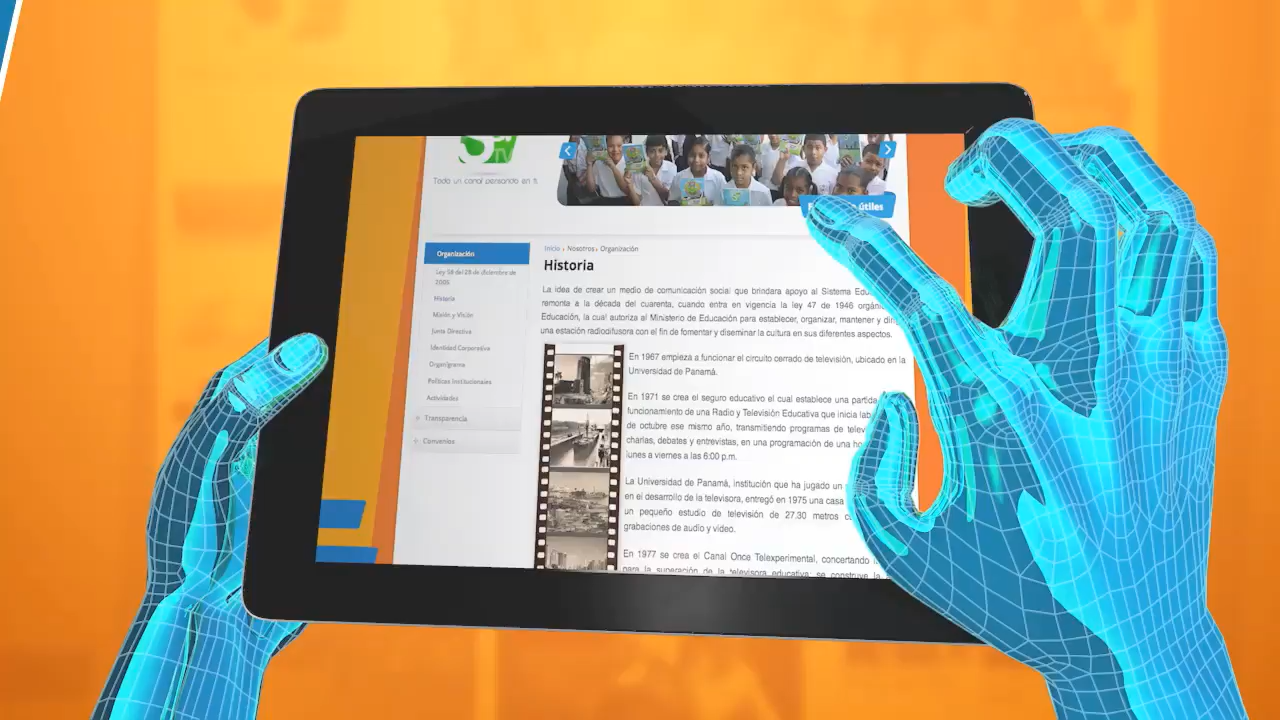 TV
Todo un canal pensando en ti
útiles
Organización
Ley 58 del 28 de diciembre de
2005
Historia
Misión y Visión
Junta Directiva
Identidad Corporativa
Organigrama
Políticas Institucionales
Actividades
+ Transparencia
+ Convenios
Inicio › Nosotros › Organización
Historia
La idea de crear un medio de comunicación social que brindara apoyo al Sistema
remonta a la década del cuarenta, cuando entra en vigencia la ley 47 de 1946
Educación, la cual autoriza al Ministerio de Educación para establecer, organizar, mantener y
una estación radiodifusora con el fin de fomentar y diseminar la cultura en sus diferentes aspectos.
En 1967 empieza a funcionar el circuito cerrado de televisión, ubicado en la
Universidad de Panamá.
En 1971 se crea el seguro educativo el cual establece una partida
funcionamiento de una Radio y Televisión Educativa que inicia
de octubre ese mismo año, transmitiendo programas de
charlas, debates y entrevistas, en una programación de una
lunes a viernes a las 6:00 p.m.
La Universidad de Panamá, institución que ha jugado un
en el desarrollo de la televisora, entregó en 1975 una casa
un pequeño estudio de televisión de 27.30 metros
grabaciones de audio y video.
En 1977 se crea el Canal Once Telexperimental, concertando
para la superación de la televisora educativa; se construye la